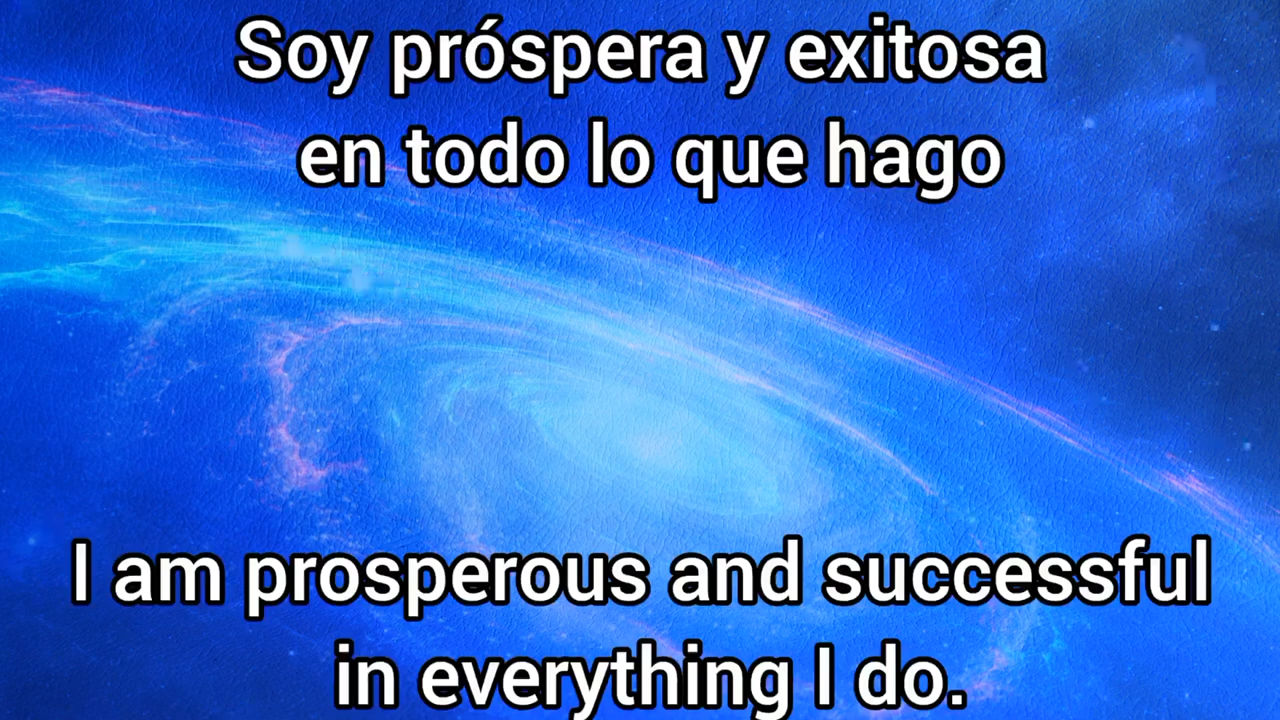 Soy próspera y exitosa
en todo lo que hago
I am prosperous and successful
in everything I do.